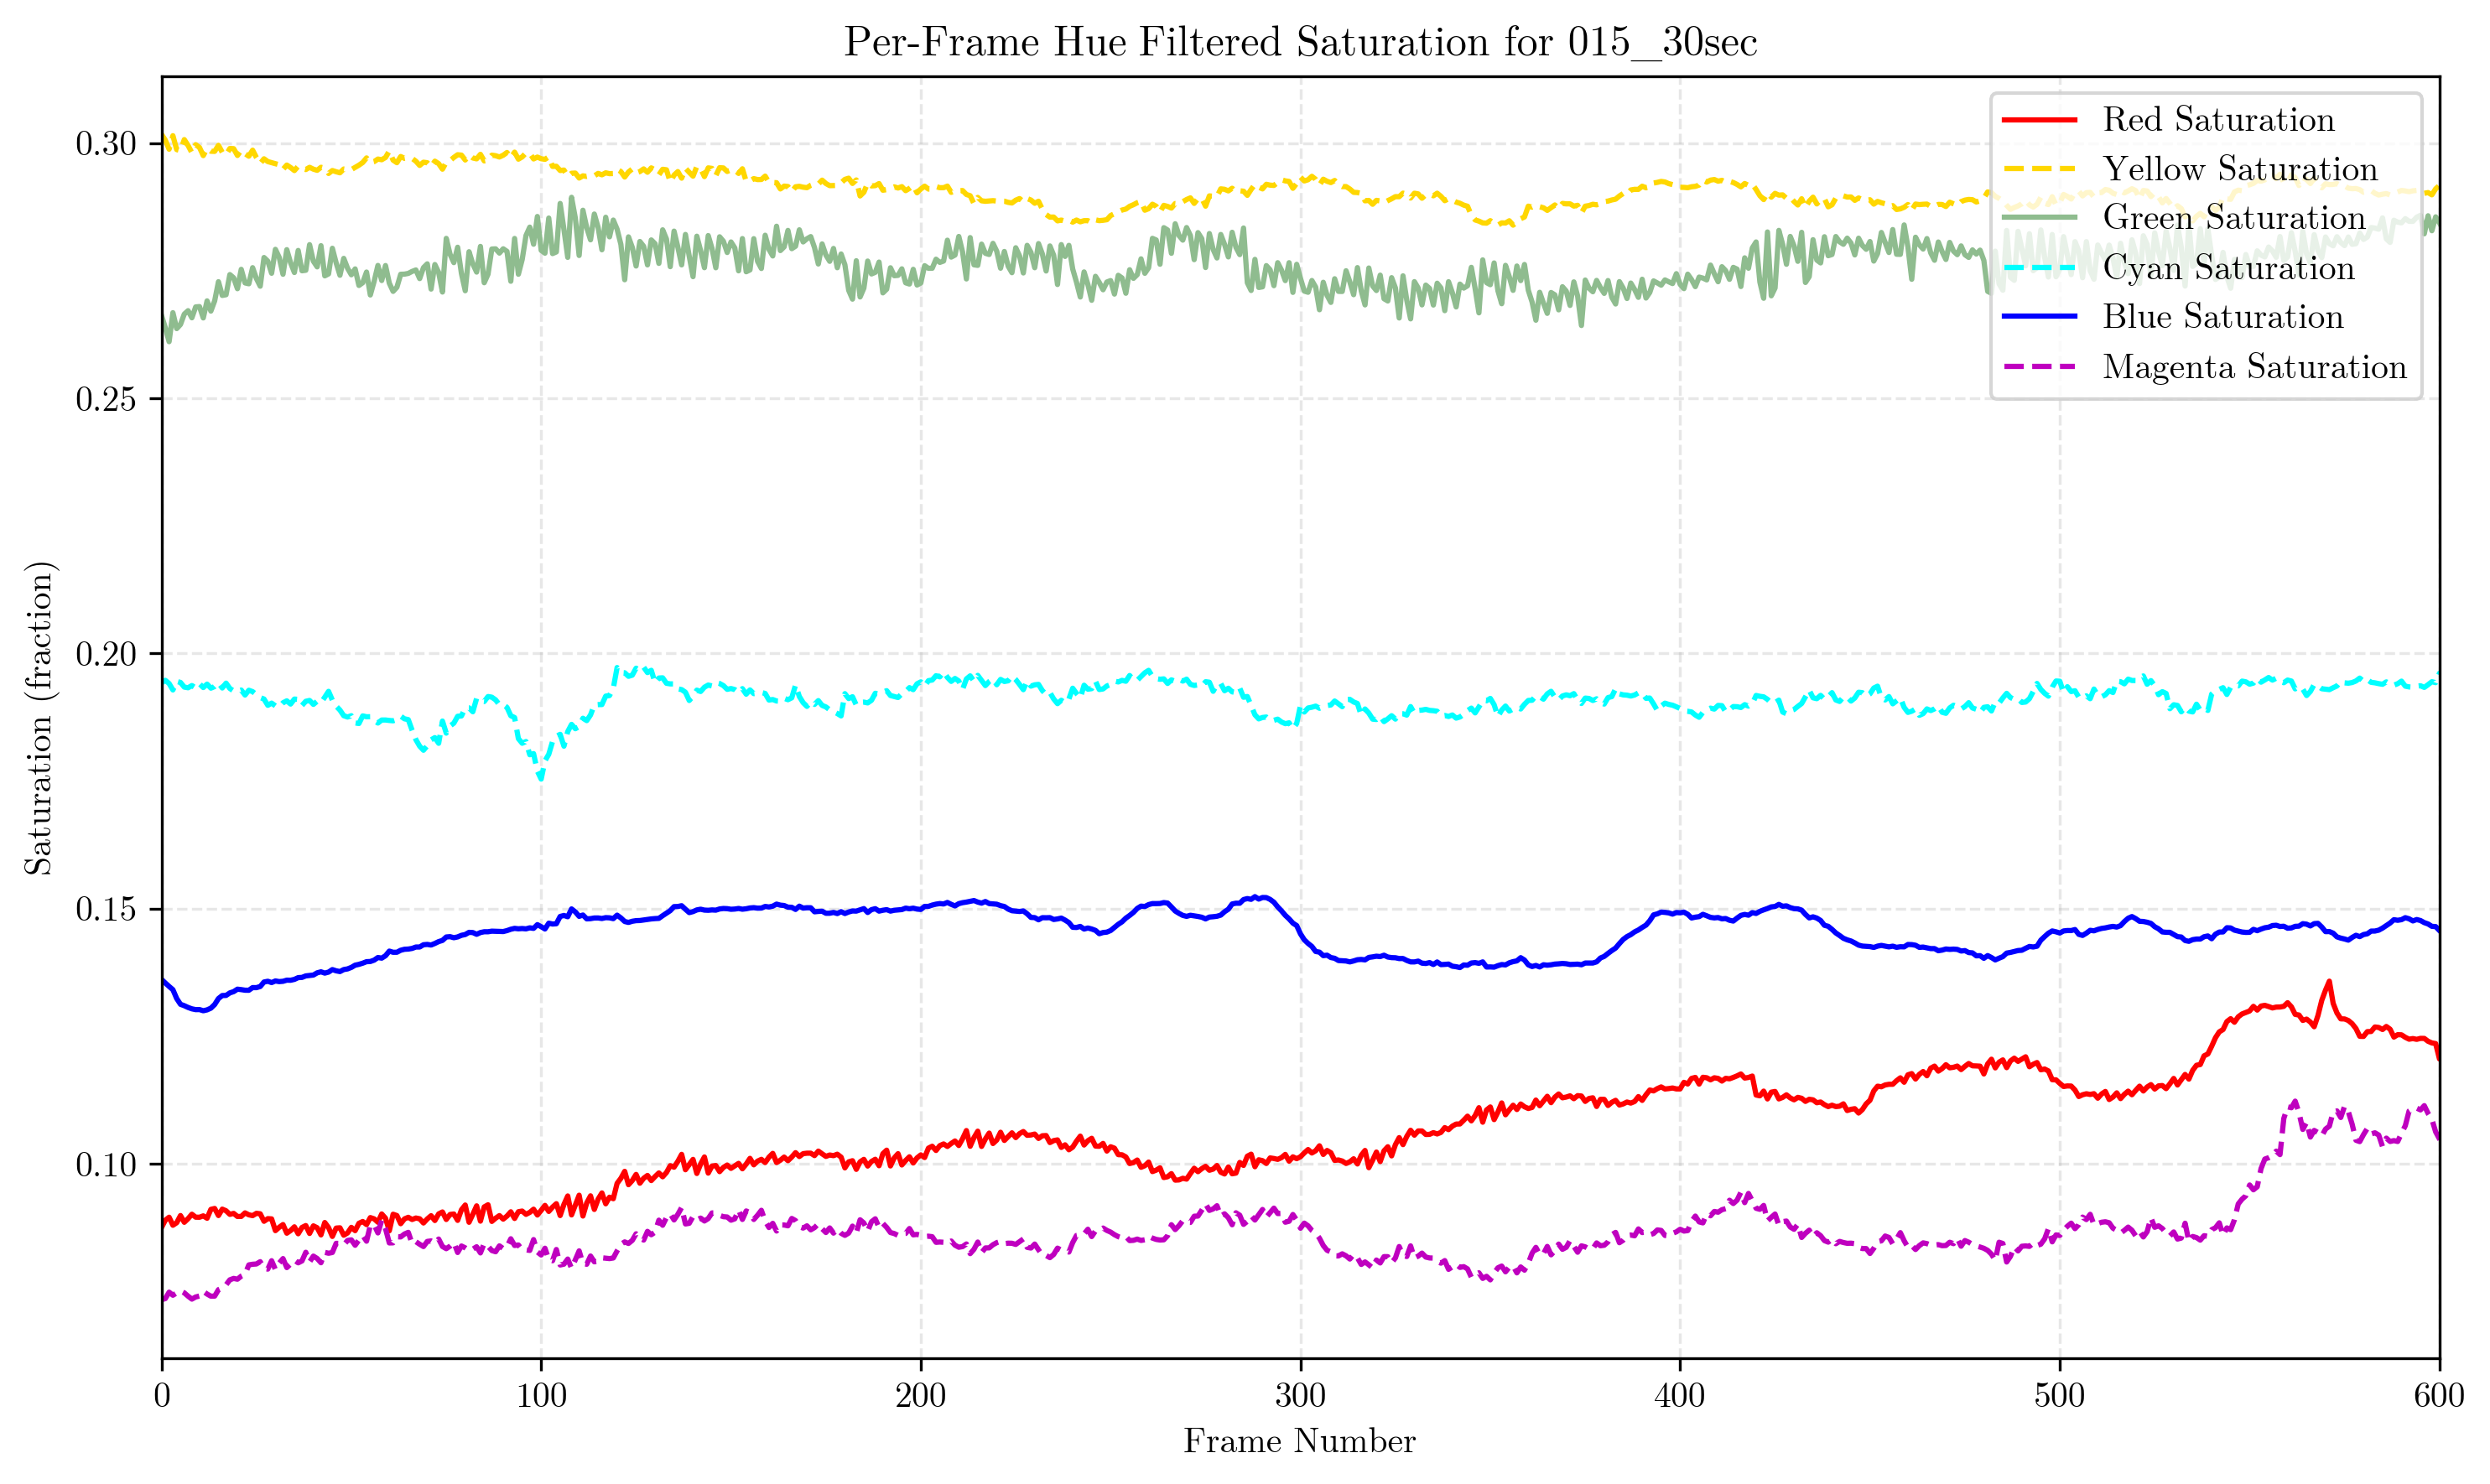 Per-Frame Hue Filtered Saturation for 015_30sec
Saturation (fraction)
0.30
0.25
0.20
0.15
0.10
Red Saturation
Yellow Saturation
Green Saturation
Cyan Saturation
Blue Saturation
Magenta Saturation
0 100 200 300 400 500 600
Frame Number